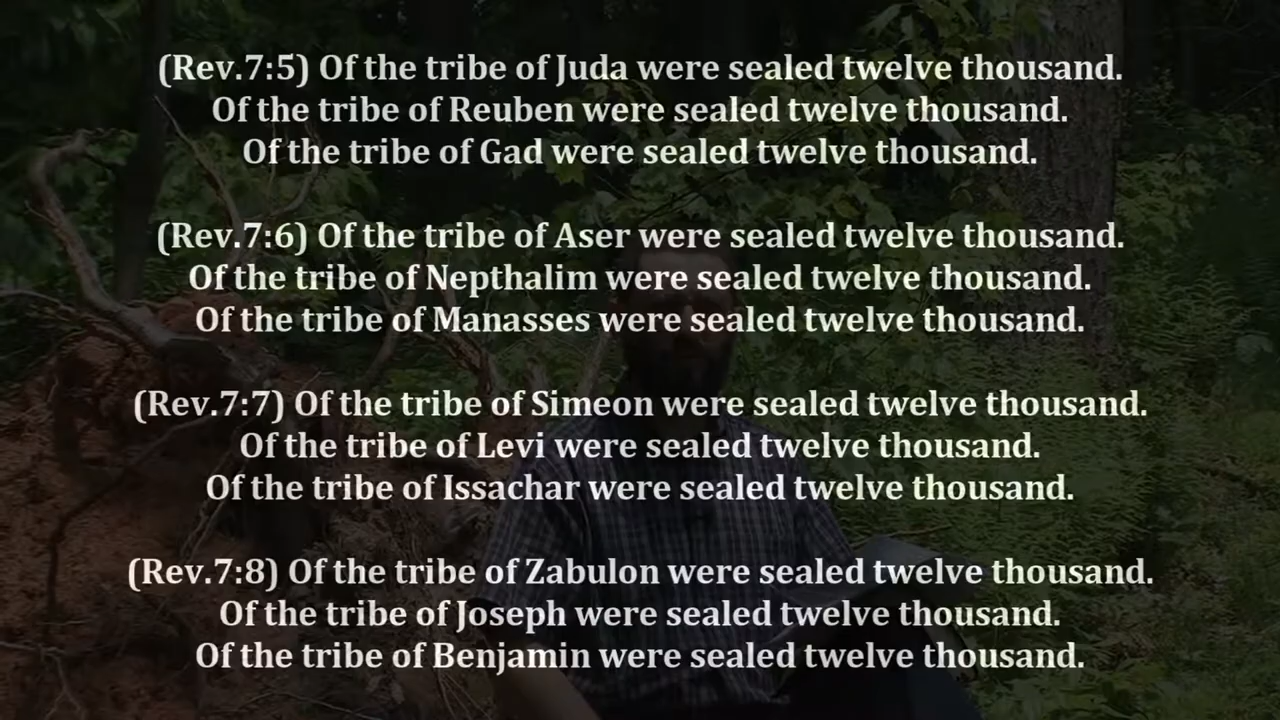 (Rev.7:5) Of the tribe of Juda were sealed twelve thousand.
Of the tribe of Reuben were sealed twelve thousand.
Of the tribe of Gad were sealed twelve thousand.
(Rev.7:6) Of the tribe of Aser were sealed twelve thousand.
Of the tribe of Nepthalim were sealed twelve thousand.
Of the tribe of Manasses were sealed twelve thousand.
(Rev.7:7) Of the tribe of Simeon were sealed twelve thousand.
Of the tribe of Levi were sealed twelve thousand.
Of the tribe of Issachar were sealed twelve thousand.
(Rev.7:8) Of the tribe of Zabulon were sealed twelve thousand.
Of the tribe of Joseph were sealed twelve thousand.
Of the tribe of Benjamin were sealed twelve thousand.